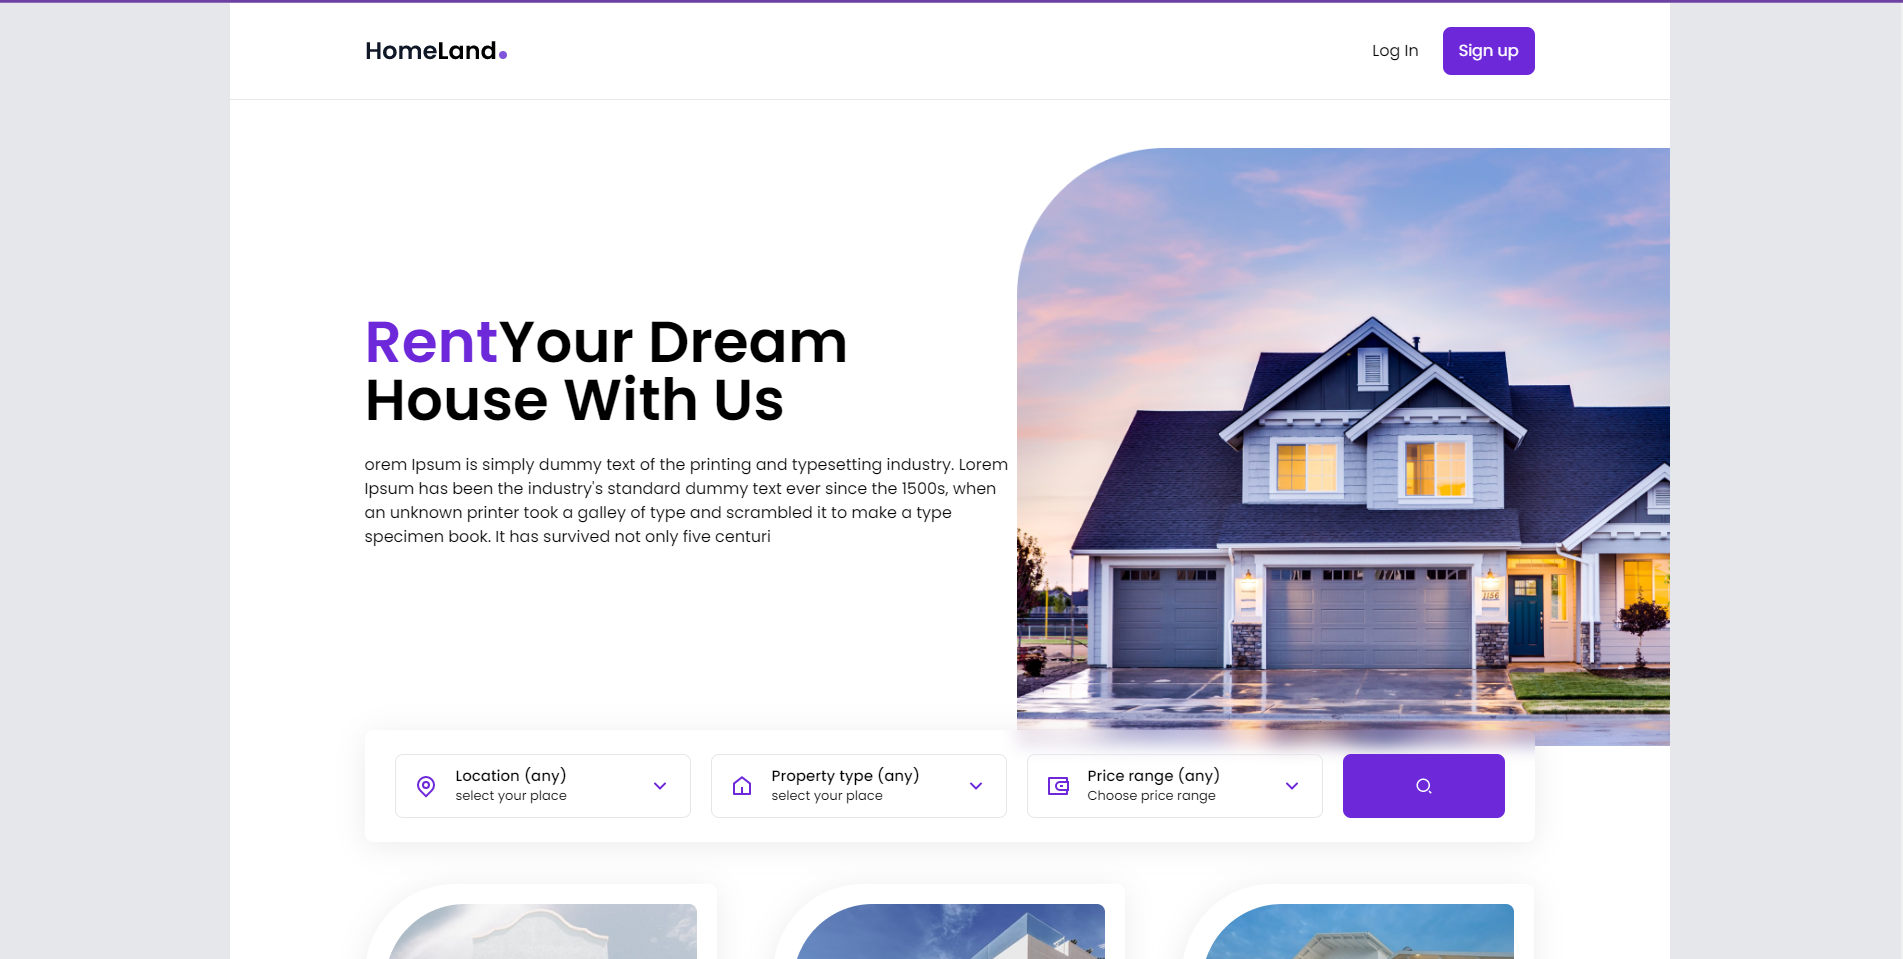 HomeLand
Log In
Sign up
RentYour Dream
House With Us
orem Ipsum is simply dummy text of the printing and typesetting industry. Lorem
Ipsum has been the industry's standard dummy text ever since the 1500s, when
an unknown printer took a galley of type and scrambled it to make a type
specimen book. It has survived not only five centuri
1156
Location (any)
select your place
Property type (any)
select your place
Price range (any)
Choose price range